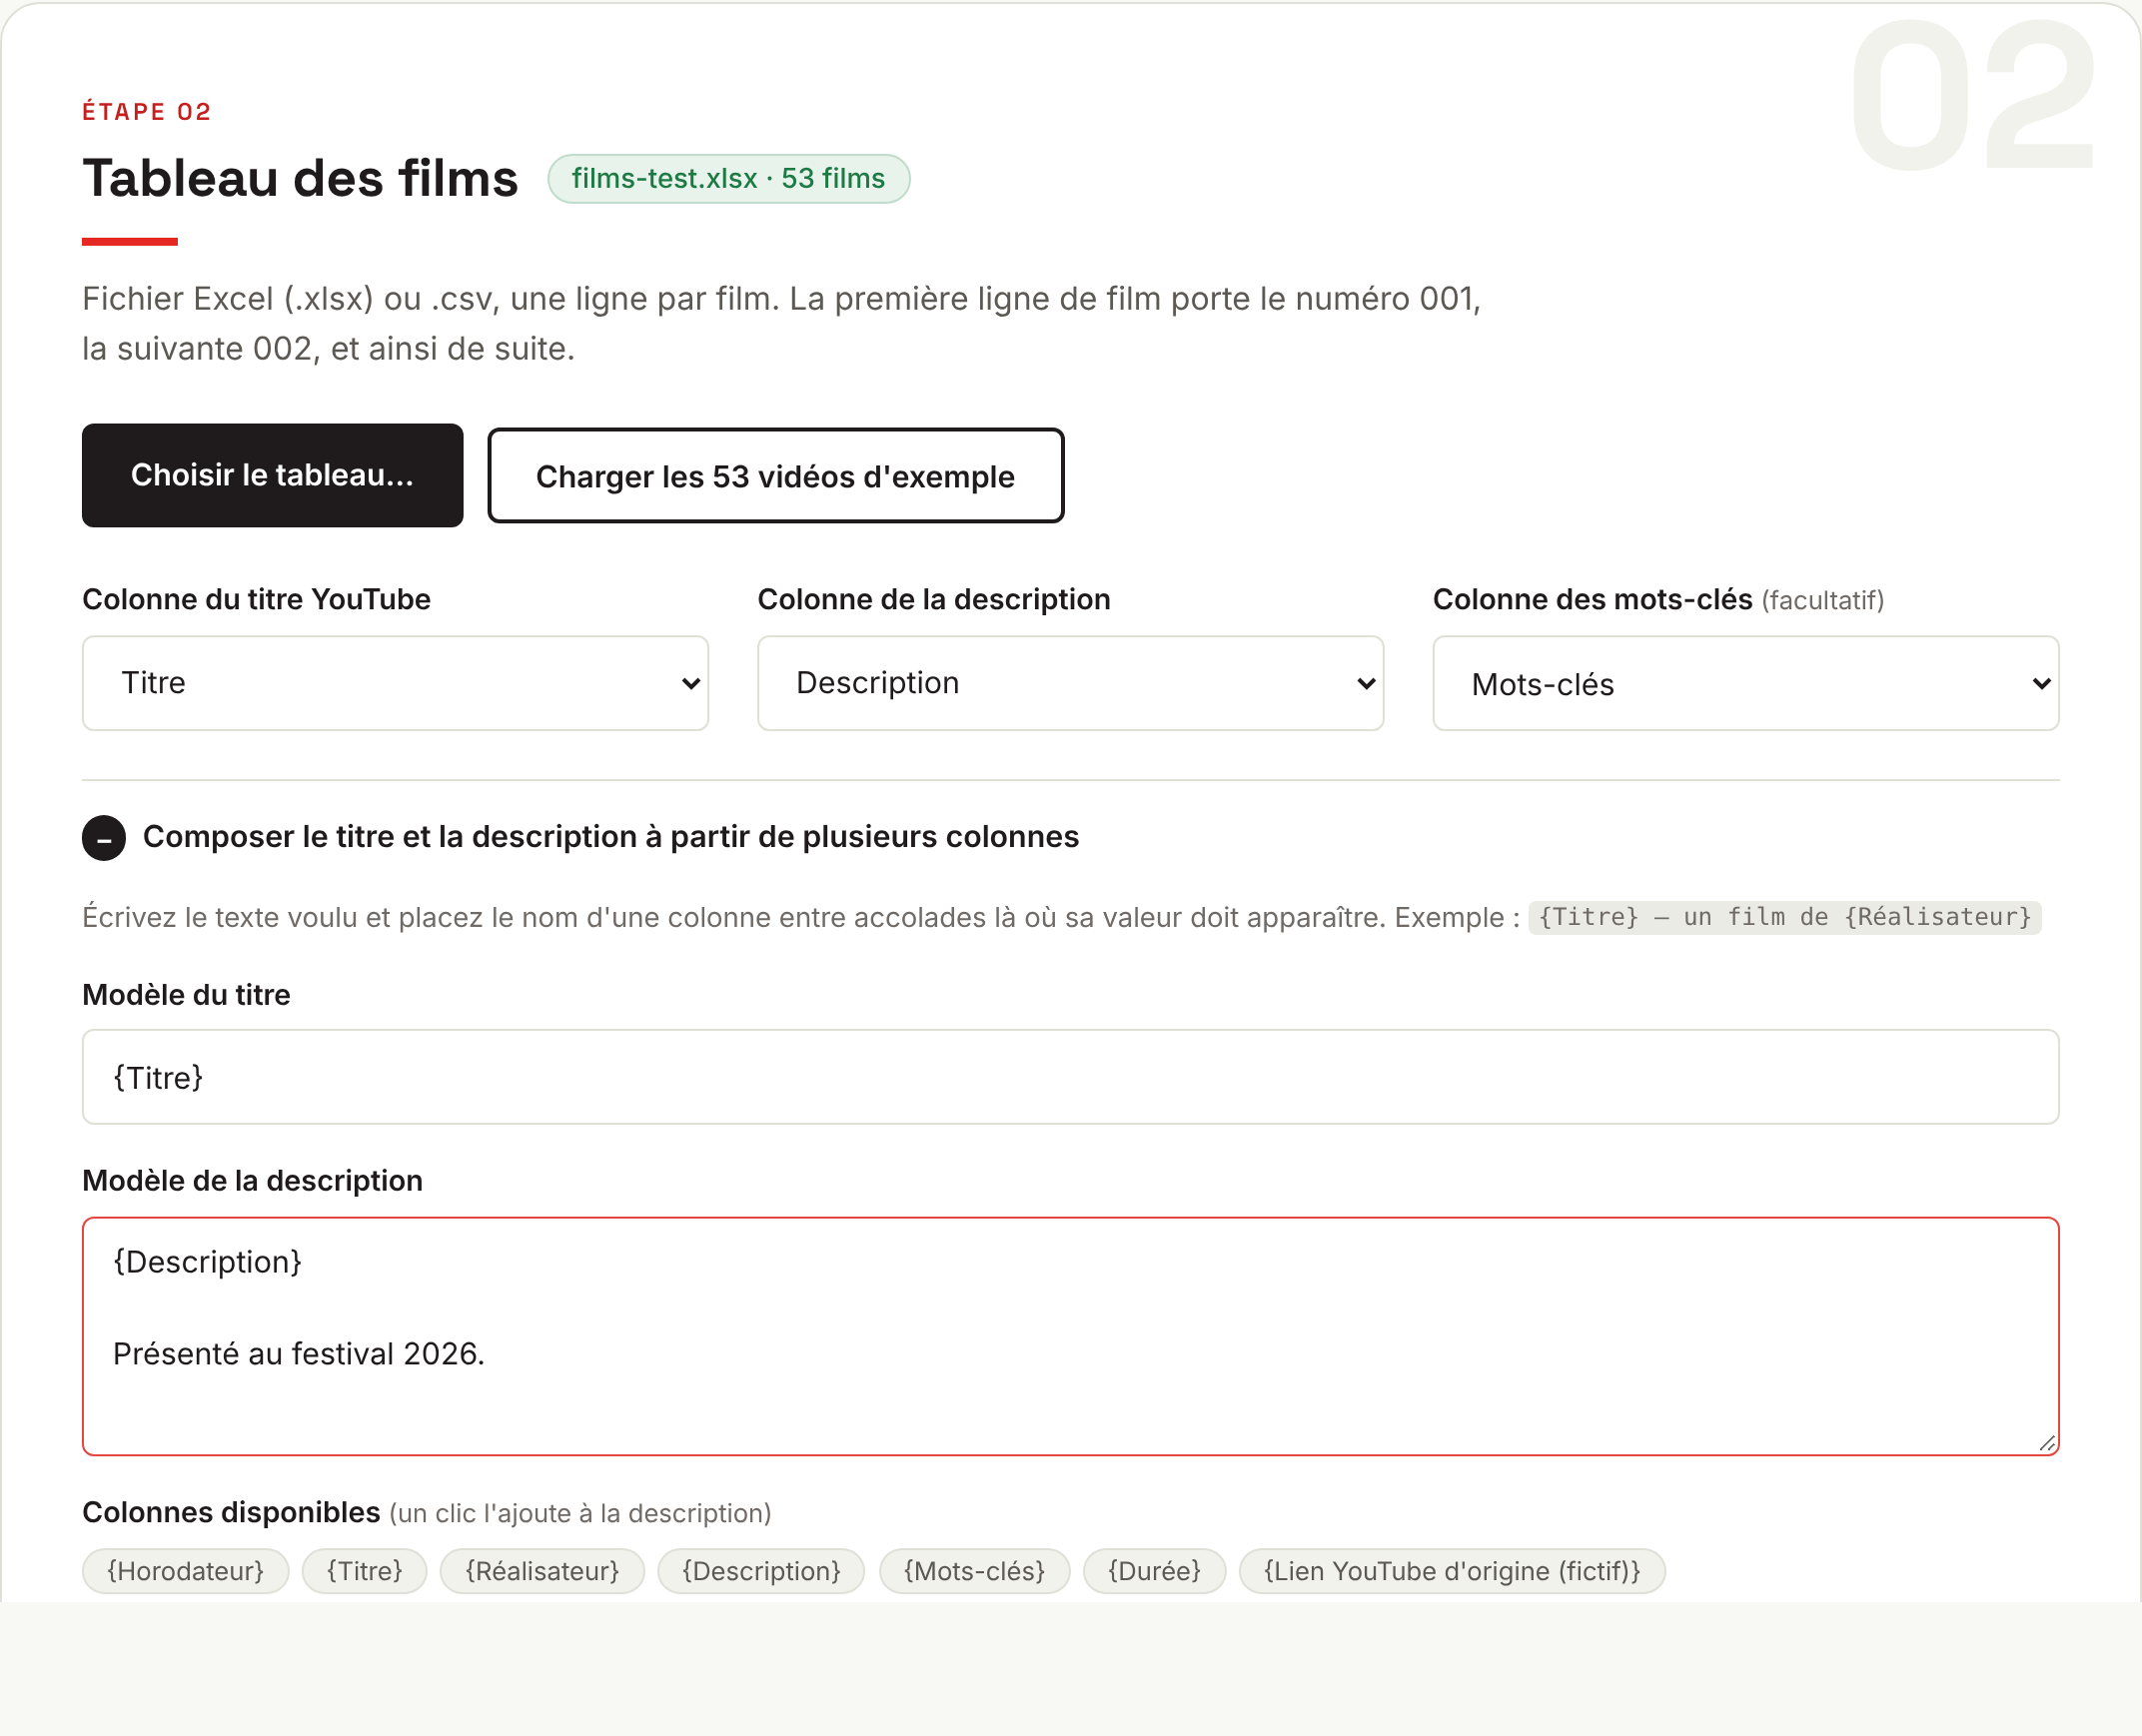 02
ÉTAPE 02
Tableau des films
films-test.xlsx · 53 films
Fichier Excel (.xlsx) ou .csv, une ligne par film. La première ligne de film porte le numéro 001,
la suivante 002, et ainsi de suite.
Choisir le tableau…
Charger les 53 vidéos d'exemple
Colonne du titre YouTube
Colonne de la description
Colonne des mots-clés (facultatif)
Titre
Description
Mots-clés
– Composer le titre et la description à partir de plusieurs colonnes
Écrivez le texte voulu et placez le nom d'une colonne entre accolades là où sa valeur doit apparaître. Exemple : {Titre} — un film de {Réalisateur}
Modèle du titre
{Titre}
Modèle de la description
{Description}
Présenté au festival 2026.
Colonnes disponibles (un clic l'ajoute à la description)
{Horodateur} {Titre} {Réalisateur} {Description} {Mots-clés} {Durée} {Lien YouTube d'origine (fictif)}